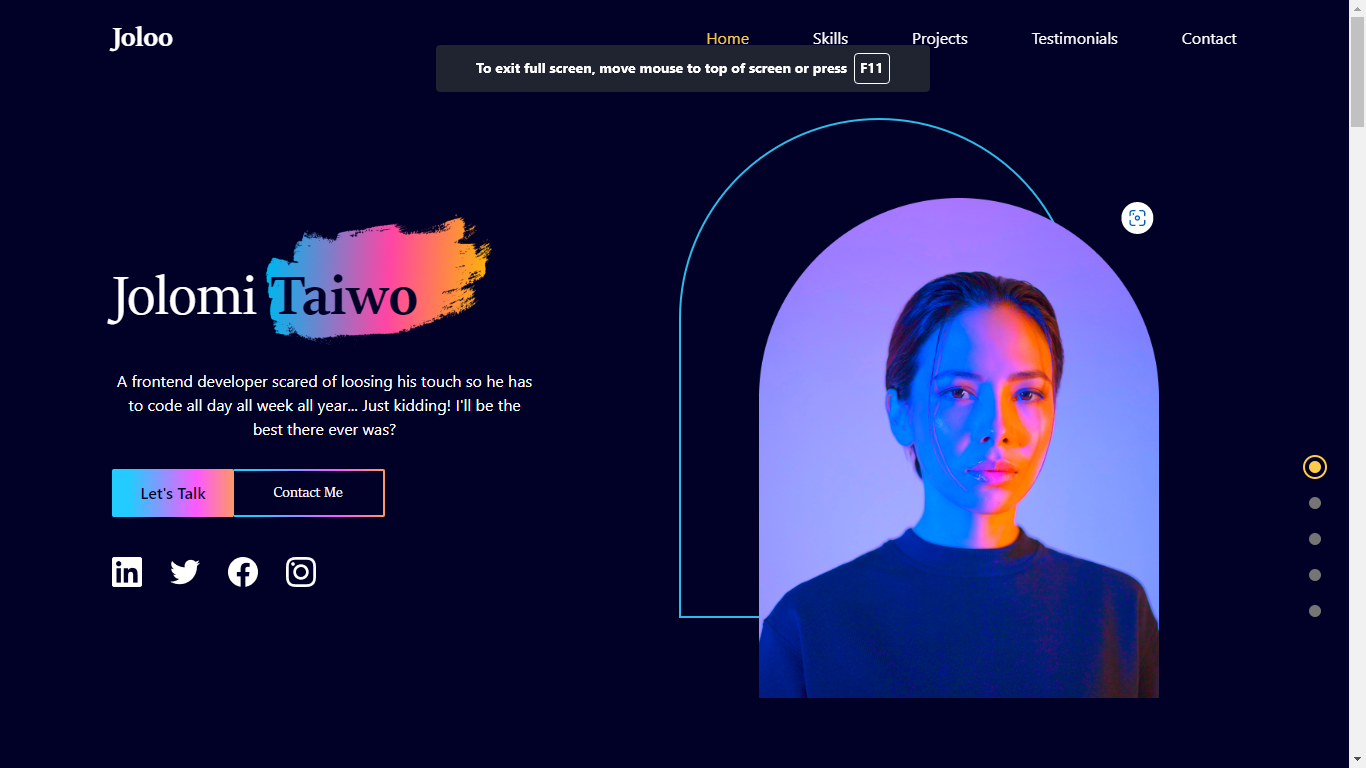 Joloo
Home Skills Projects Testimonials Contact
To exit full screen, move mouse to top of screen or press F11
Jolomi Taiwo
A frontend developer scared of loosing his touch so he has
to code all day all week all year... Just kidding! I'll be the
best there ever was?
Let's Talk Contact Me
in